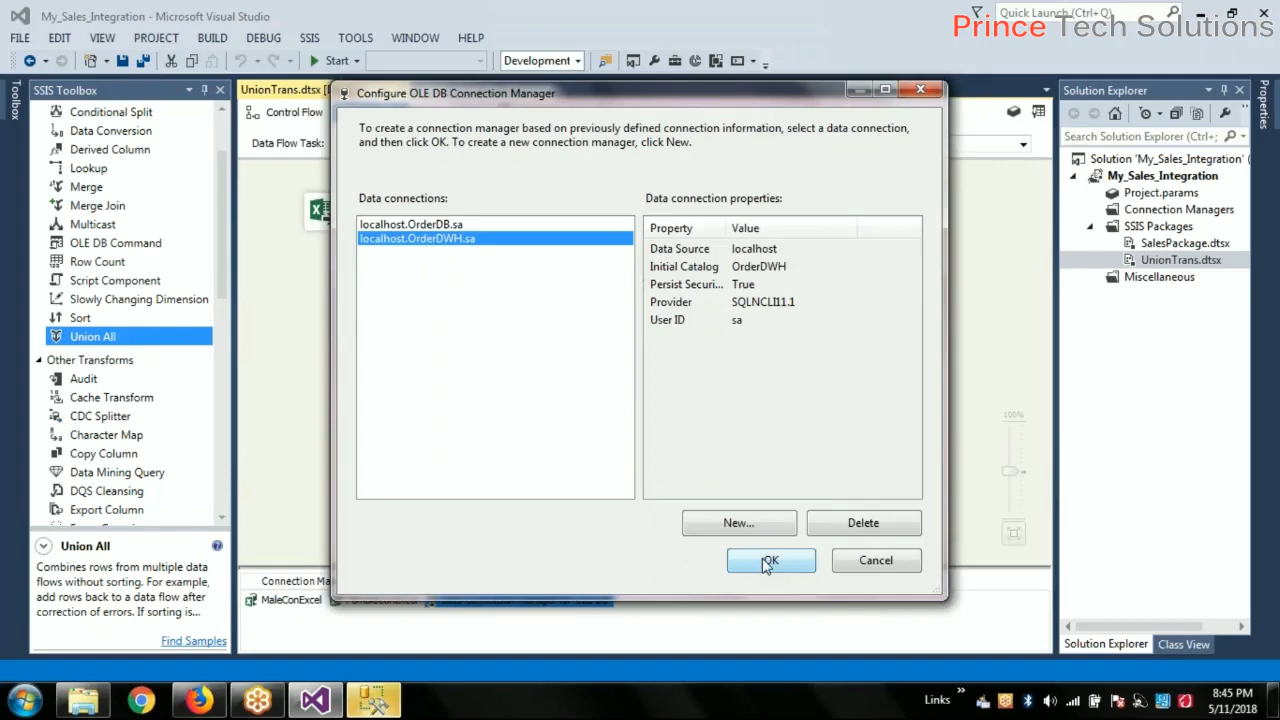 My_Sales_Integration - Microsoft Visual Studio
Quick Launch (Ctrl+Q)
Prince Tech Solutions
FILE EDIT VIEW PROJECT BUILD DEBUG SSIS TOOLS WINDOW HELP
Start
Development
SSIS Toolbox
Toolbox
Conditional Split
Data Conversion
Derived Column
Lookup
Merge
Merge Join
Multicast
OLE DB Command
Row Count
Script Component
Slowly Changing Dimension
Sort
Union All
Other Transforms
Audit
Cache Transform
CDC Splitter
Character Map
Copy Column
Data Mining Query
DQS Cleansing
Export Column
Union All
Combines rows from multiple data
flows without sorting. For example,
add rows back to a data flow after
correction of errors. If sorting is...
Find Samples
UnionTrans.dtsx
Control Flow
Data Flow Task:
Configure OLE DB Connection Manager
To create a connection manager based on previously defined connection information, select a data connection,
and then click OK. To create a new connection manager, click New.
Data connections:
localhost.OrderDB.sa
localhost.OrderDWH.sa
Data connection properties:
Property Value
Data Source localhost
Initial Catalog OrderDWH
Persist Securi... True
Provider SQLNCLI11.1
User ID sa
New...
Delete
OK
Cancel
100%
Connection Ma
MaleConExcel
Solution Explorer
Search Solution Explorer (Ctrl+;
Solution 'My_Sales_Integration' (
My_Sales_Integration
Project.params
Connection Managers
SSIS Packages
SalesPackage.dtsx
UnionTrans.dtsx
Miscellaneous
Solution Explorer
Class View
Properties
Links
8:45 PM
5/11/2018